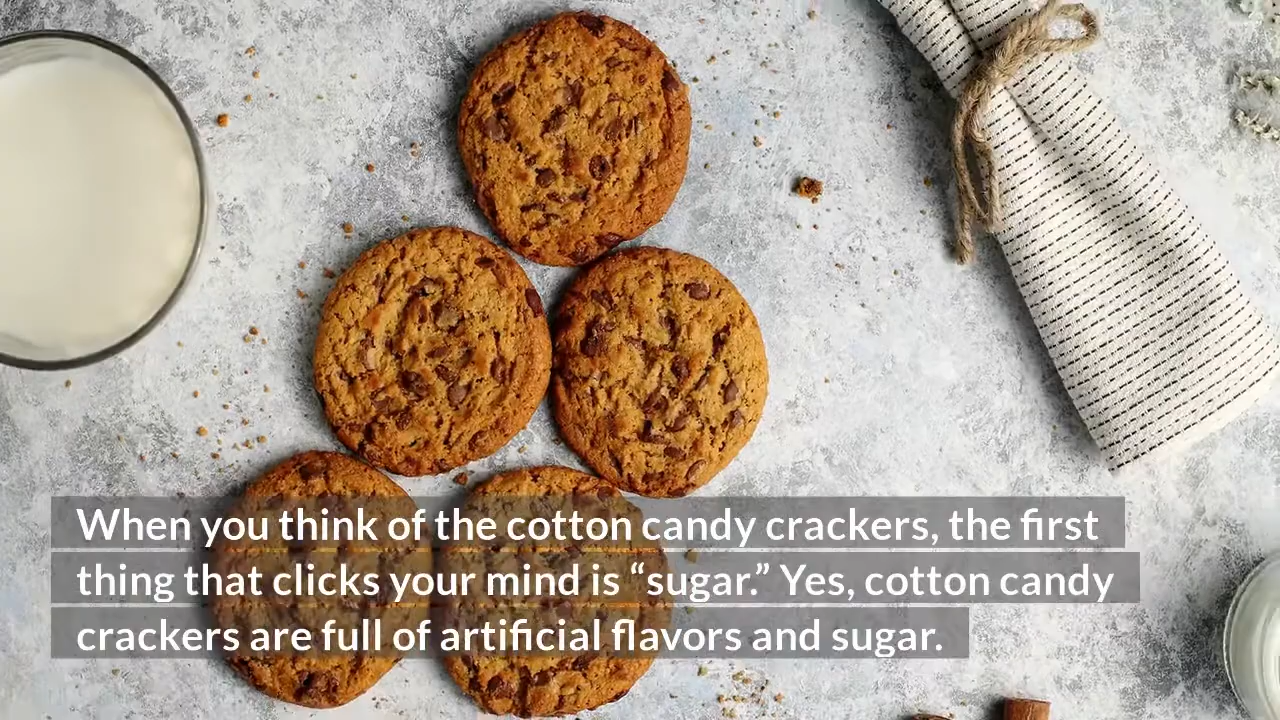 When you think of the cotton candy crackers, the first
thing that clicks your mind is “sugar.” Yes, cotton candy
crackers are full of artificial flavors and sugar.